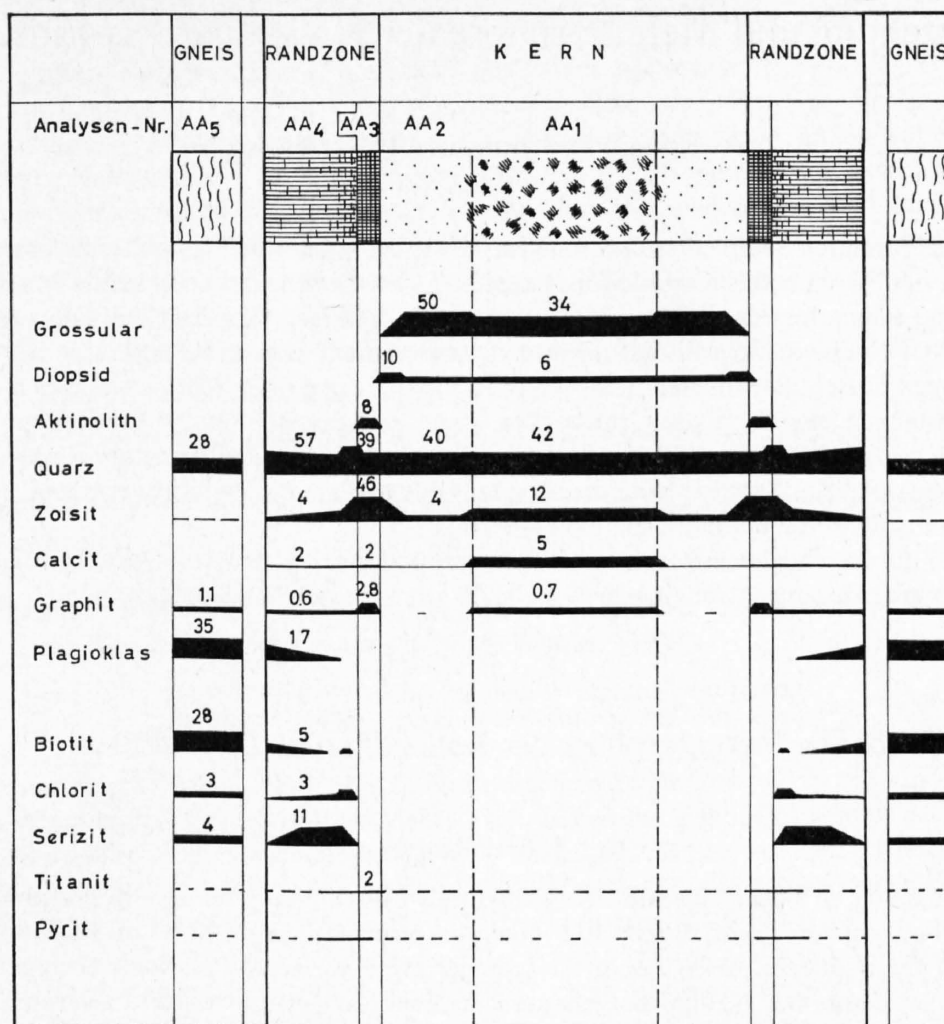 GNEIS RANDZONE K E R N RANDZONE GNEIS
Analysen-Nr. AA5 AA4 AA3 AA2 AA1
50 34
Grossular
10 6
Diopsid
8
Aktinolith
28 57 39 40 42
Quarz
4 46 4 12
Zoisit
2 2 5
Calcit
1.1 0,6 2,8 0,7
Graphit
35 17
Plagioklas
28 5
Biotit
3 3
Chlorit
4 11
Serizit
Titanit 2
Pyrit